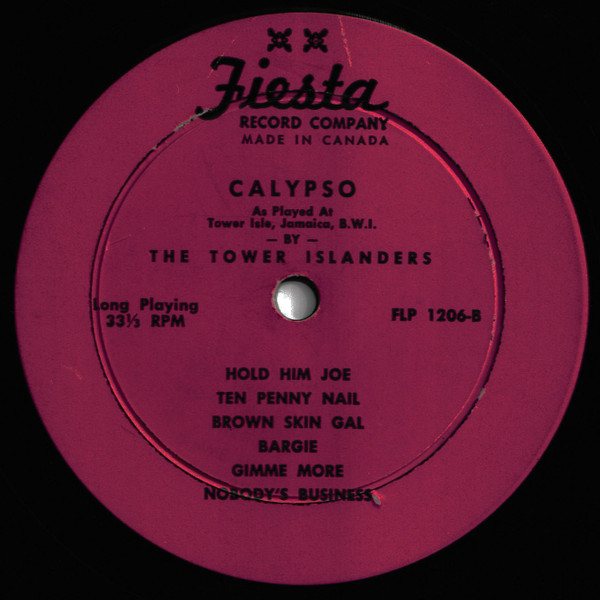 Fiesta
RECORD COMPANY
MADE IN CANADA
CALYPSO
As Played At
Tower Isle, Jamaica, B.W.I.
— BY —
THE TOWER ISLANDERS
Long Playing
33⅓ RPM
FLP 1206-B
HOLD HIM JOE
TEN PENNY NAIL
BROWN SKIN GAL
BARGIE
GIMME MORE
NOBODY'S BUSINESS